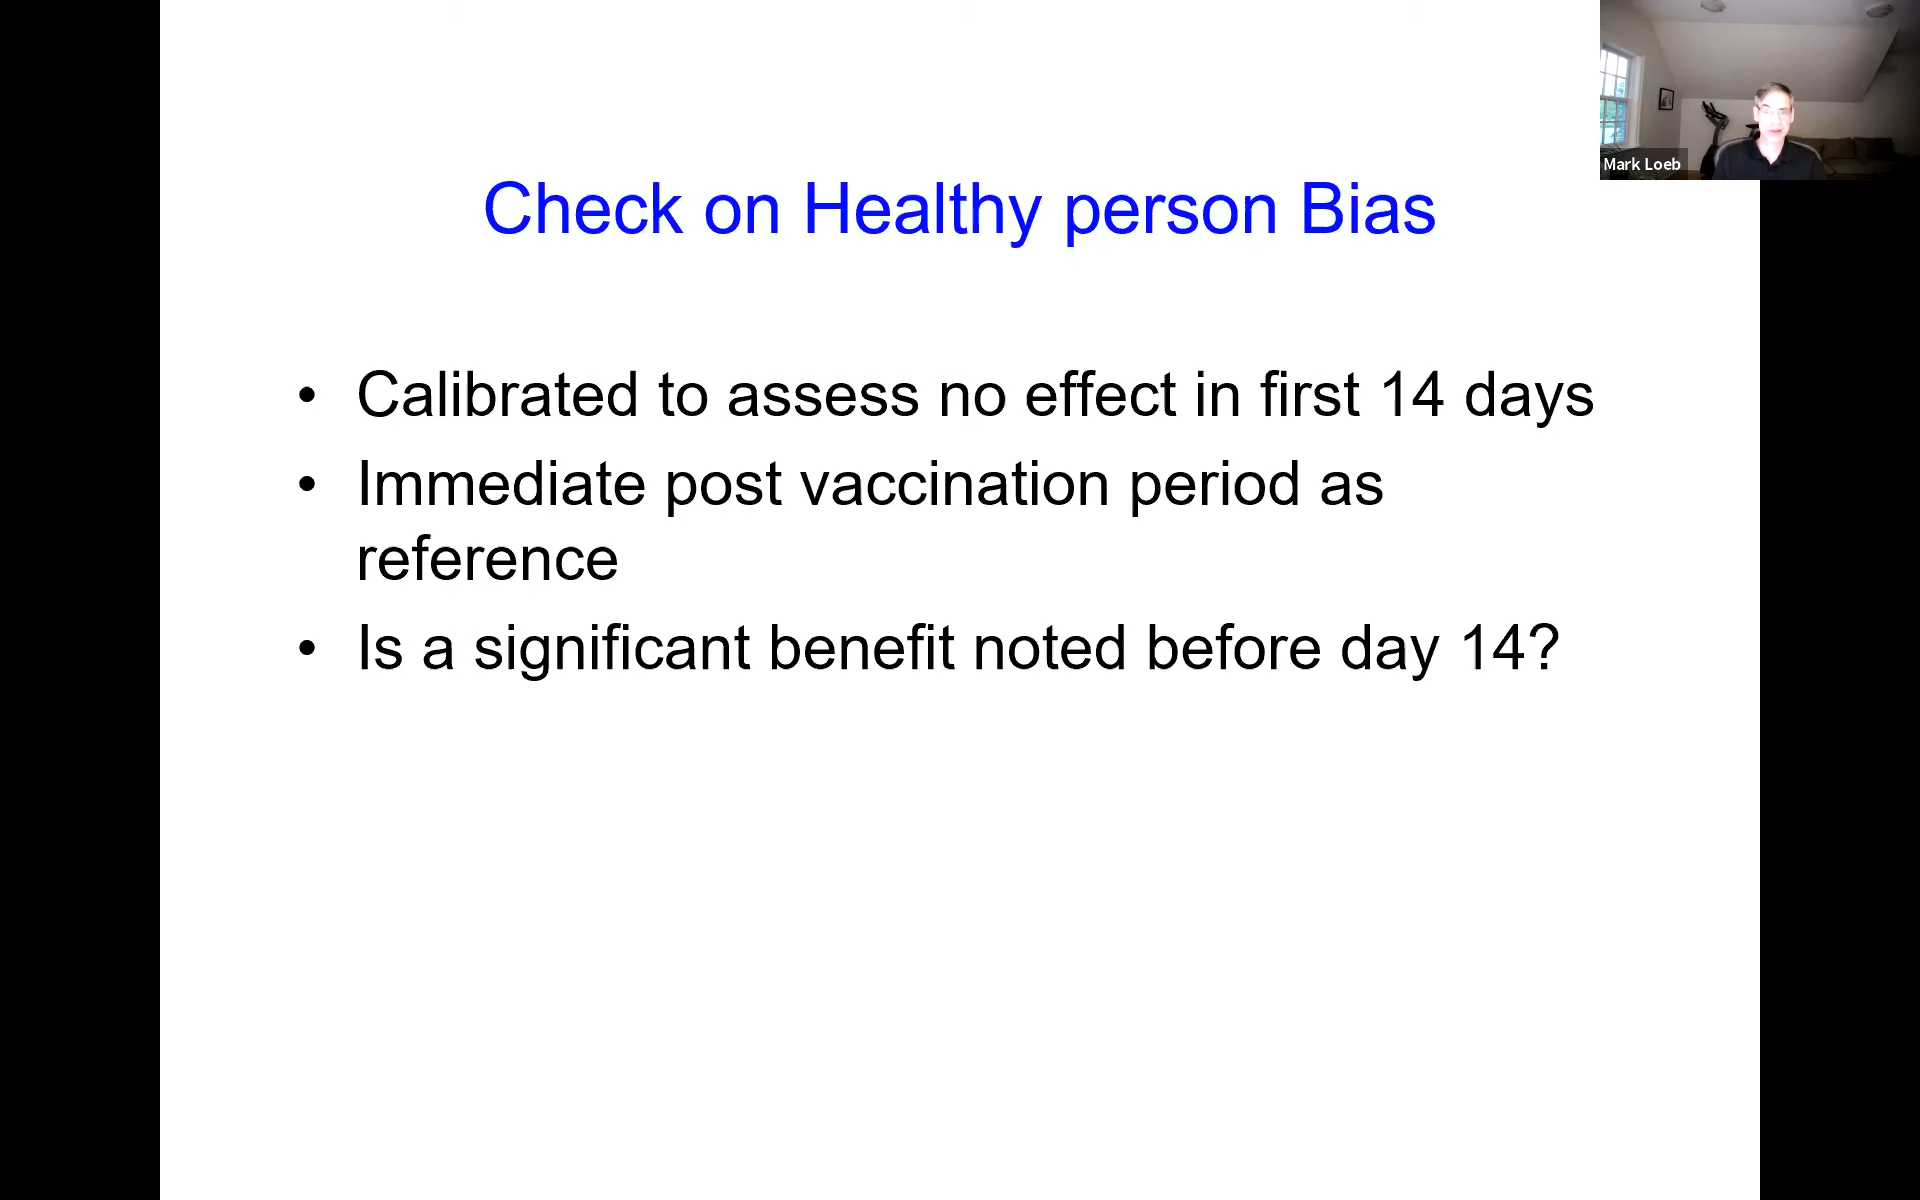 Mark Loeb
Check on Healthy person Bias
• Calibrated to assess no effect in first 14 days
• Immediate post vaccination period as
reference
• Is a significant benefit noted before day 14?